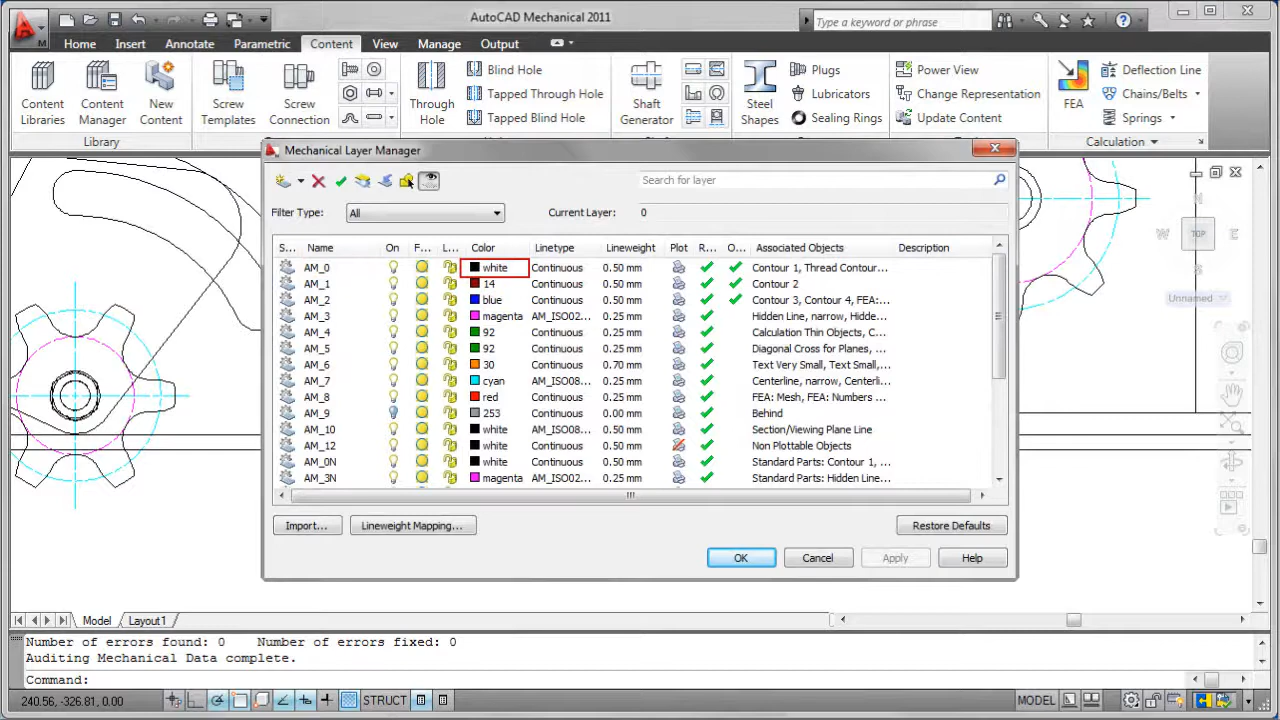 AutoCAD Mechanical 2011
Type a keyword or phrase
M
Home Insert Annotate Parametric Content View Manage Output
Blind Hole
Plugs
Power View
Deflection Line
Tapped Through Hole
Lubricators
Change Representation
Chain/Belts
Content Libraries
Content Manager
New Content
Screw Templates
Screw Connection
Through Hole
Tapped Blind Hole
Shaft Generator
Steel Shapes
Sealing Rings
Update Content
FEA
Springs
Library
Calculation
Mechanical Layer Manager
Search for layer
Filter Type: All Current Layer: 0
S... Name On F... L... Color Linetype Lineweight Plot R... O... Associated Objects Description
AM_0 white Continuous 0.50 mm Contour 1, Thread Contour...
AM_1 14 Continuous 0.50 mm Contour 2
AM_2 blue Continuous 0.50 mm Contour 3, Contour 4, FEA:...
AM_3 magenta AM_ISO02... 0.25 mm Hidden Line, narrow, Hidde...
AM_4 92 Continuous 0.25 mm Calculation Thin Objects, C...
AM_5 92 Continuous 0.25 mm Diagonal Cross for Planes, ...
AM_6 30 Continuous 0.70 mm Text Very Small, Text Small,...
AM_7 cyan AM_ISO08... 0.25 mm Centerline, narrow, Centerli...
AM_8 red Continuous 0.25 mm FEA: Mesh, FEA: Numbers ...
AM_9 253 Continuous 0.00 mm Behind
AM_10 white AM_ISO08... 0.50 mm Section/Viewing Plane Line
AM_12 white Continuous 0.50 mm Non Plottable Objects
AM_0N white Continuous 0.50 mm Standard Parts: Contour 1, ...
AM_3N magenta AM_ISO02... 0.25 mm Standard Parts: Hidden Line...
Import... Lineweight Mapping... Restore Defaults
OK Cancel Apply Help
N
W TOP E
S
Unnamed
Model Layout1
Number of errors found: 0 Number of errors fixed: 0
Auditing Mechanical Data complete.
Command:
240.56, -326.81, 0.00 STRUCT MODEL